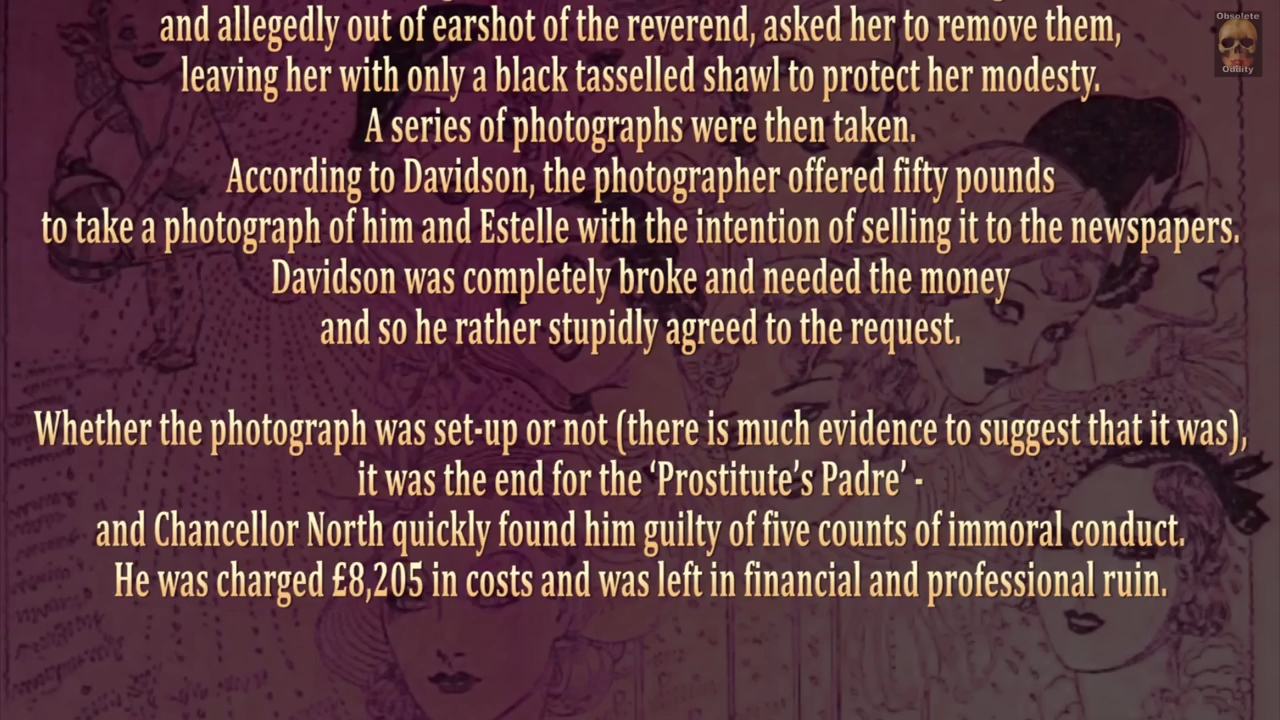 and allegedly out of earshot of the reverend, asked her to remove them,
leaving her with only a black tasselled shawl to protect her modesty.
A series of photographs were then taken.
According to Davidson, the photographer offered fifty pounds
to take a photograph of him and Estelle with the intention of selling it to the newspapers.
Davidson was completely broke and needed the money
and so he rather stupidly agreed to the request.
Whether the photograph was set-up or not (there is much evidence to suggest that it was),
it was the end for the ‘Prostitute’s Padre’ -
and Chancellor North quickly found him guilty of five counts of immoral conduct.
He was charged £8,205 in costs and was left in financial and professional ruin.
Obsolete
Oddity